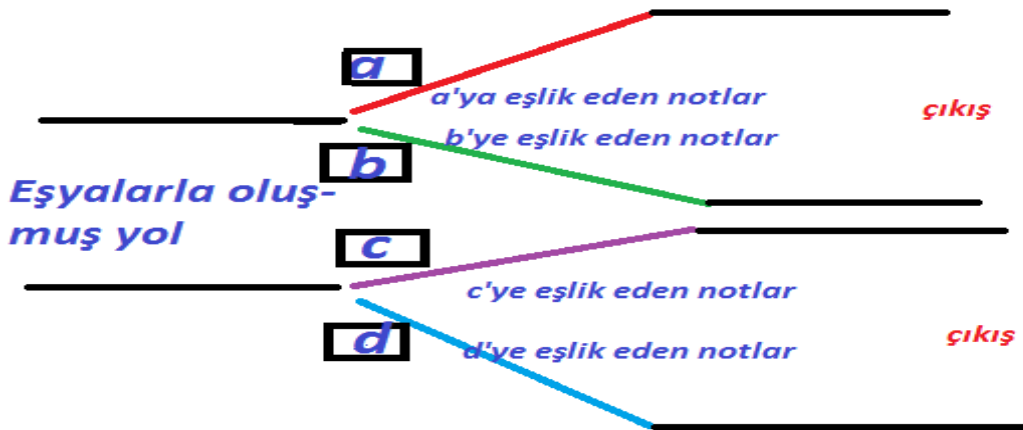 a
a'ya eşlik eden notlar
çıkış
b'ye eşlik eden notlar
b
Eşyalarla oluş-
muş yol
c
c'ye eşlik eden notlar
çıkış
d
d'ye eşlik eden notlar